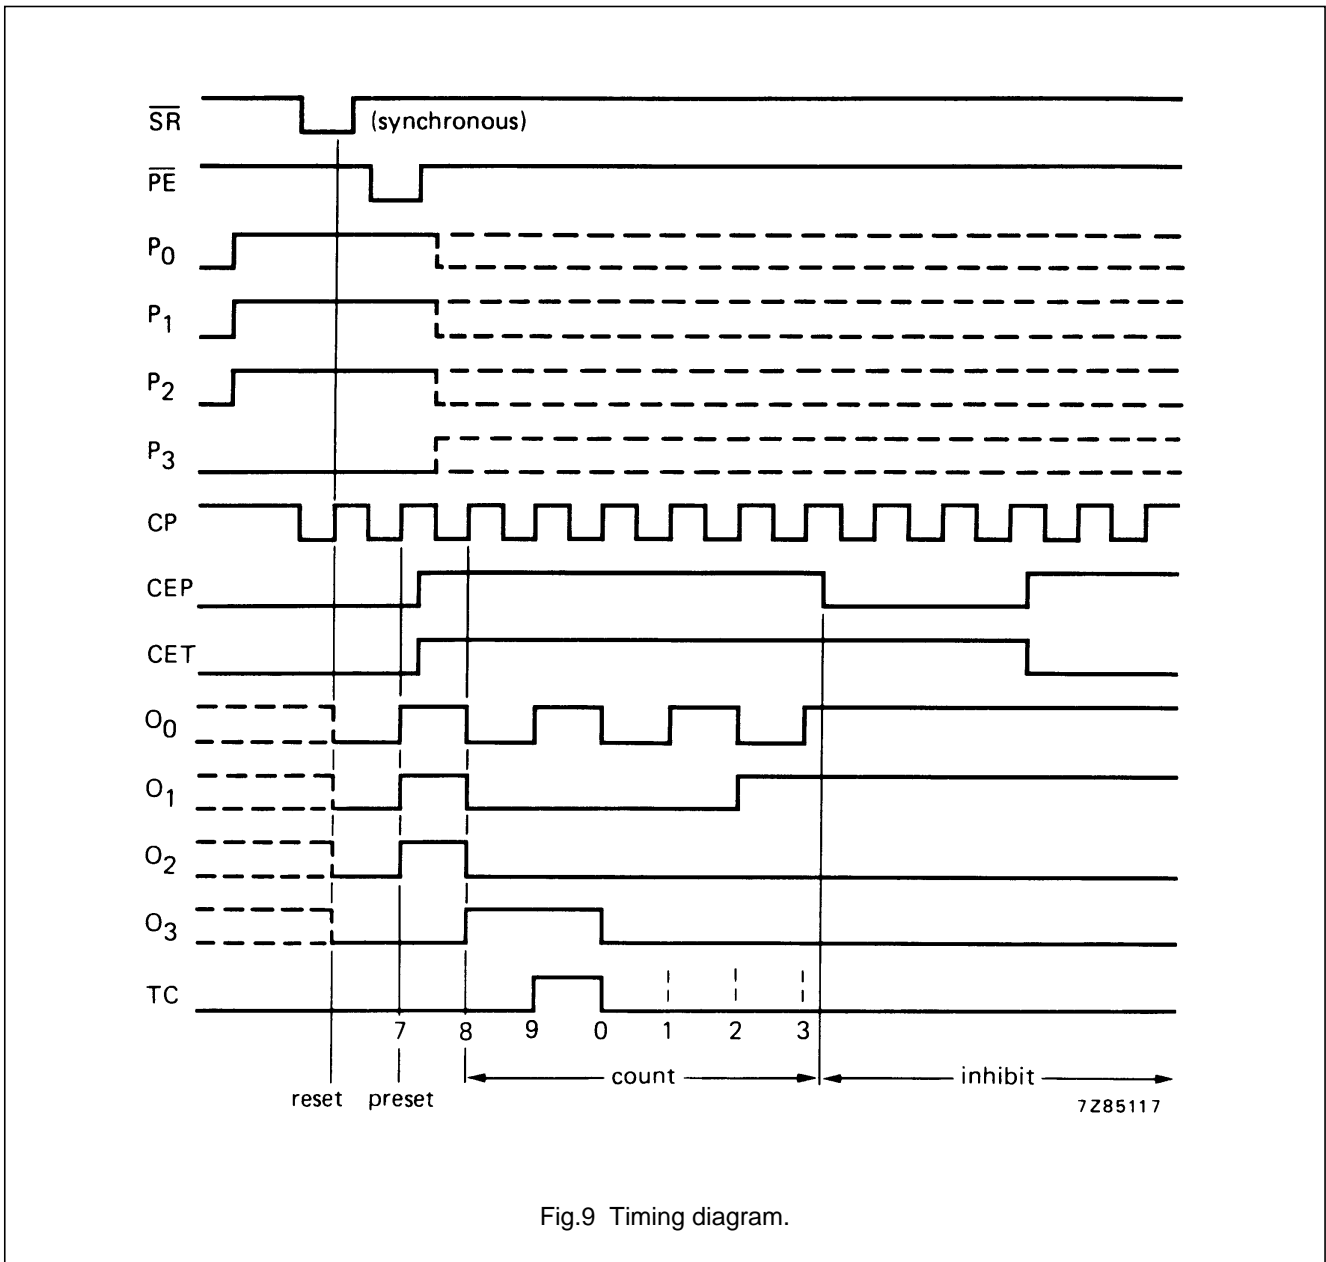 SR (synchronous)
PE
P0
P1
P2
P3
CP
CEP
CET
O0
O1
O2
O3
TC
7 8 9 0 1 2 3
count inhibit
reset preset
7Z85117
Fig.9 Timing diagram.